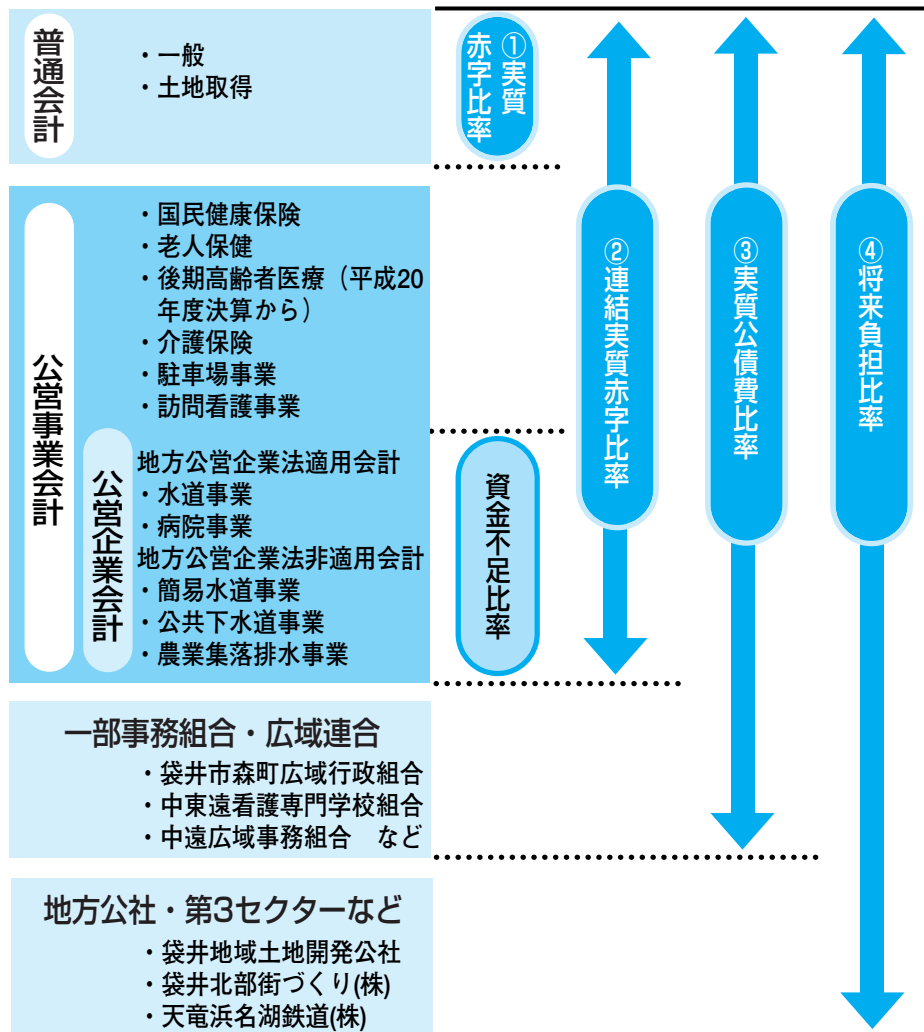 普通会計
・一般
・土地取得
①実質
赤字比率
公営事業会計
・国民健康保険
・老人保健
・後期高齢者医療（平成20
年度決算から）
・介護保険
・駐車場事業
・訪問看護事業
公営企業会計
地方公営企業法適用会計
・水道事業
・病院事業
地方公営企業法非適用会計
・簡易水道事業
・公共下水道事業
・農業集落排水事業
資金不足比率
②連結実質赤字比率
③実質公債費比率
④将来負担比率
一部事務組合・広域連合
・袋井市森町広域行政組合
・中東遠看護専門学校組合
・中遠広域事務組合　など
地方公社・第3セクターなど
・袋井地域土地開発公社
・袋井北部街づくり(株)
・天竜浜名湖鉄道(株)